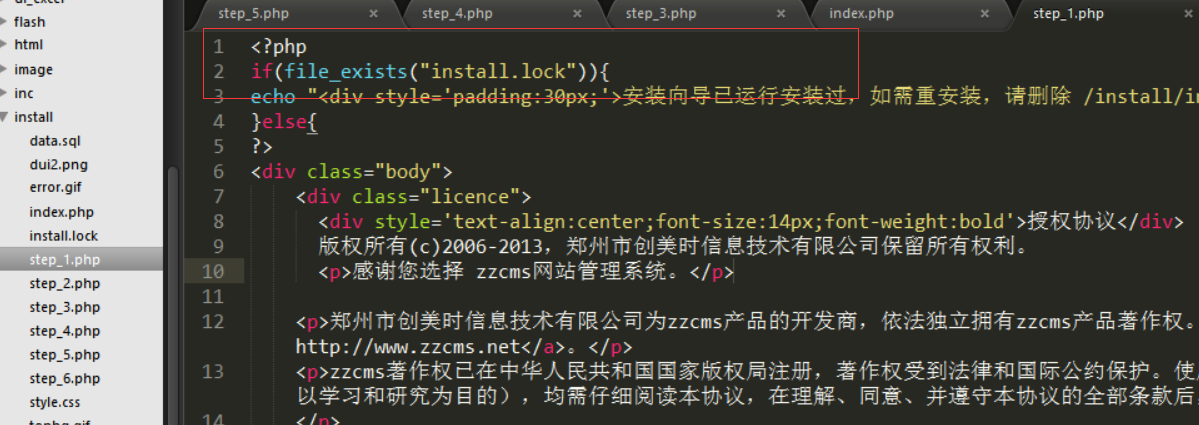 step_5.php × step_4.php × step_3.php × index.php × step_1.php ×
flash
html
image
inc
install
data.sql
dui2.png
error.gif
index.php
install.lock
step_1.php
step_2.php
step_3.php
step_4.php
step_5.php
step_6.php
style.css
1 <?php
2 if(file_exists("install.lock")){
3 echo "<div style='padding:30px;'>安装向导已运行安装过，如需重安装，请删除 /install/in
4 }else{
5 ?>
6 <div class="body">
7 <div class="licence">
8 <div style='text-align:center;font-size:14px;font-weight:bold'>授权协议</div>
9 版权所有(c)2006-2013，郑州市创美时信息技术有限公司保留所有权利。
10 <p>感谢您选择 zzcms网站管理系统。</p>
11
12 <p>郑州市创美时信息技术有限公司为zzcms产品的开发商，依法独立拥有zzcms产品著作权。
http://www.zzcms.net</a>。</p>
13 <p>zzcms著作权已在中华人民共和国国家版权局注册，著作权受到法律和国际公约保护。使
以学习和研究为目的），均需仔细阅读本协议，在理解、同意、并遵守本协议的全部条款后，
14 </p>